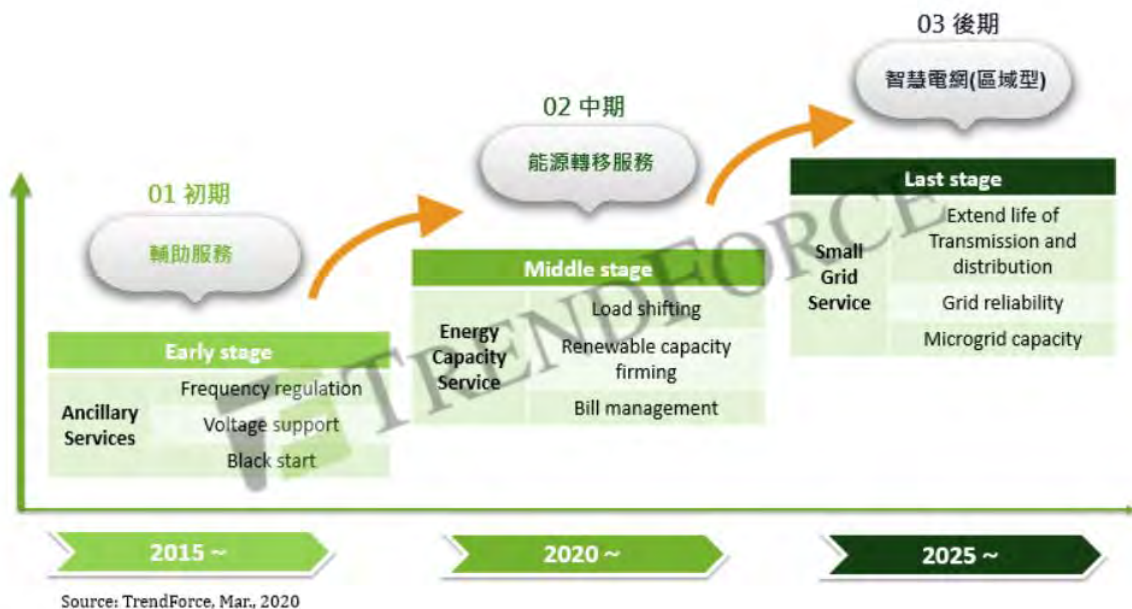 03 後期
智慧電網(區域型)
02 中期
能源轉移服務
01 初期
輔助服務
Last stage
Small
Grid
Service
Extend life of
Transmission and
distribution
Grid reliability
Microgrid capacity
Middle stage
Energy
Capacity
Service
Load shifting
Renewable capacity
firming
Bill management
Early stage
Ancillary
Services
Frequency regulation
Voltage support
Black start
TRENDFORCE
2015 ~
2020 ~
2025 ~
Source: TrendForce, Mar., 2020